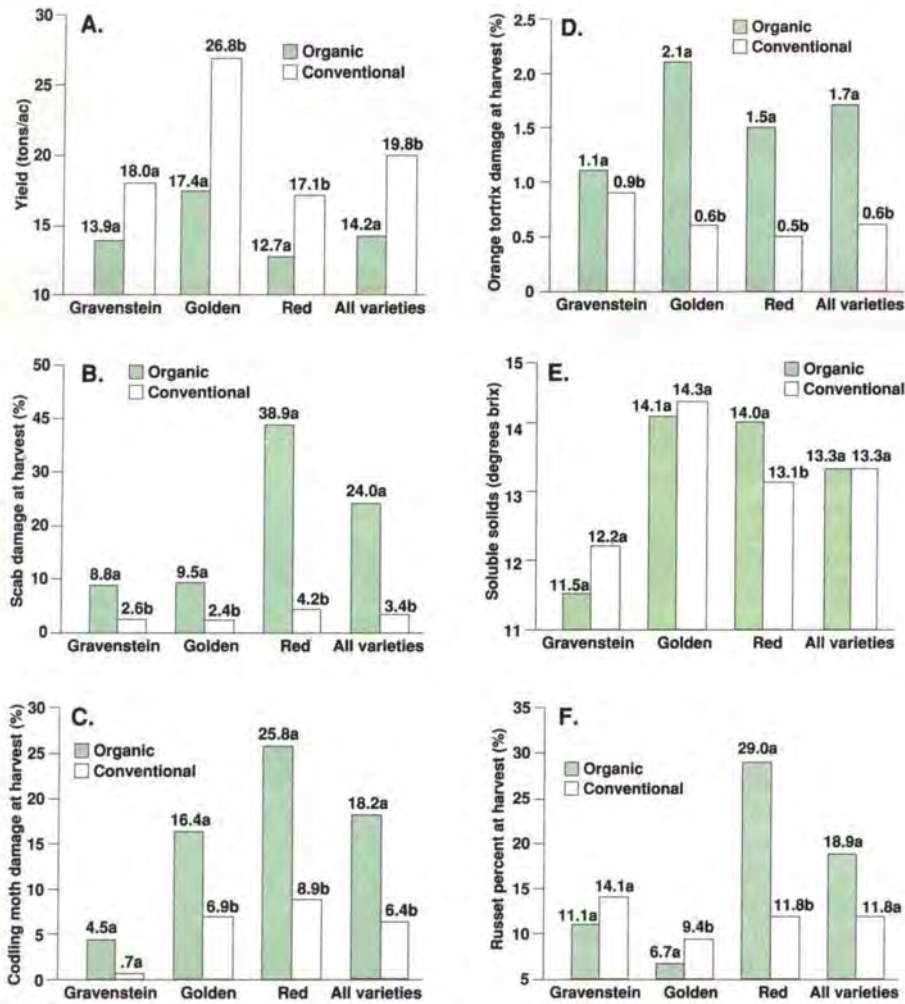 A.
Organic
Conventional
Yield (tons/ac)
30
25
20
15
10
13.9a
18.0a
17.4a
26.8b
12.7a
17.1b
14.2a
19.8b
Gravenstein Golden Red All varieties
B.
Organic
Conventional
Scab damage at harvest (%)
50
45
30
20
10
0
8.8a
2.6b
9.5a
2.4b
38.9a
4.2b
24.0a
3.4b
Gravenstein Golden Red All varieties
C.
Organic
Conventional
Codling moth damage at harvest (%)
30
25
20
15
10
5
0
4.5a
.7a
16.4a
6.9b
25.8a
8.9b
18.2a
6.4b
Gravenstein Golden Red All varieties
D.
Organic
Conventional
Orange tortrix damage at harvest (%)
2.5
2.0
1.5
1.0
0.5
0
1.1a
0.9b
2.1a
0.6b
1.5a
0.5b
1.7a
0.6b
Gravenstein Golden Red All varieties
E.
Organic
Conventional
Soluble solids (degrees brix)
15
14
13
12
11
11.5a
12.2a
14.1a
14.3a
14.0a
13.1b
13.3a
13.3a
Gravenstein Golden Red All varieties
F.
Organic
Conventional
Russet percent at harvest (%)
35
30
25
20
15
10
5
11.1a
14.1a
6.7a
9.4b
29.0a
11.8b
18.9a
11.8a
Gravenstein Golden Red All varieties